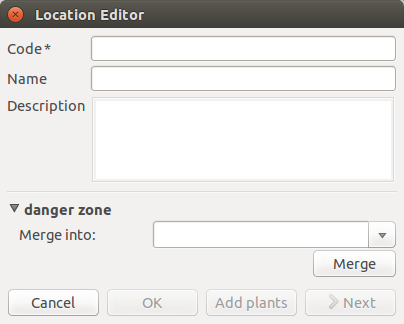 Location Editor
Code*
Name
Description
danger zone
Merge into:
Merge
Cancel OK Add plants Next